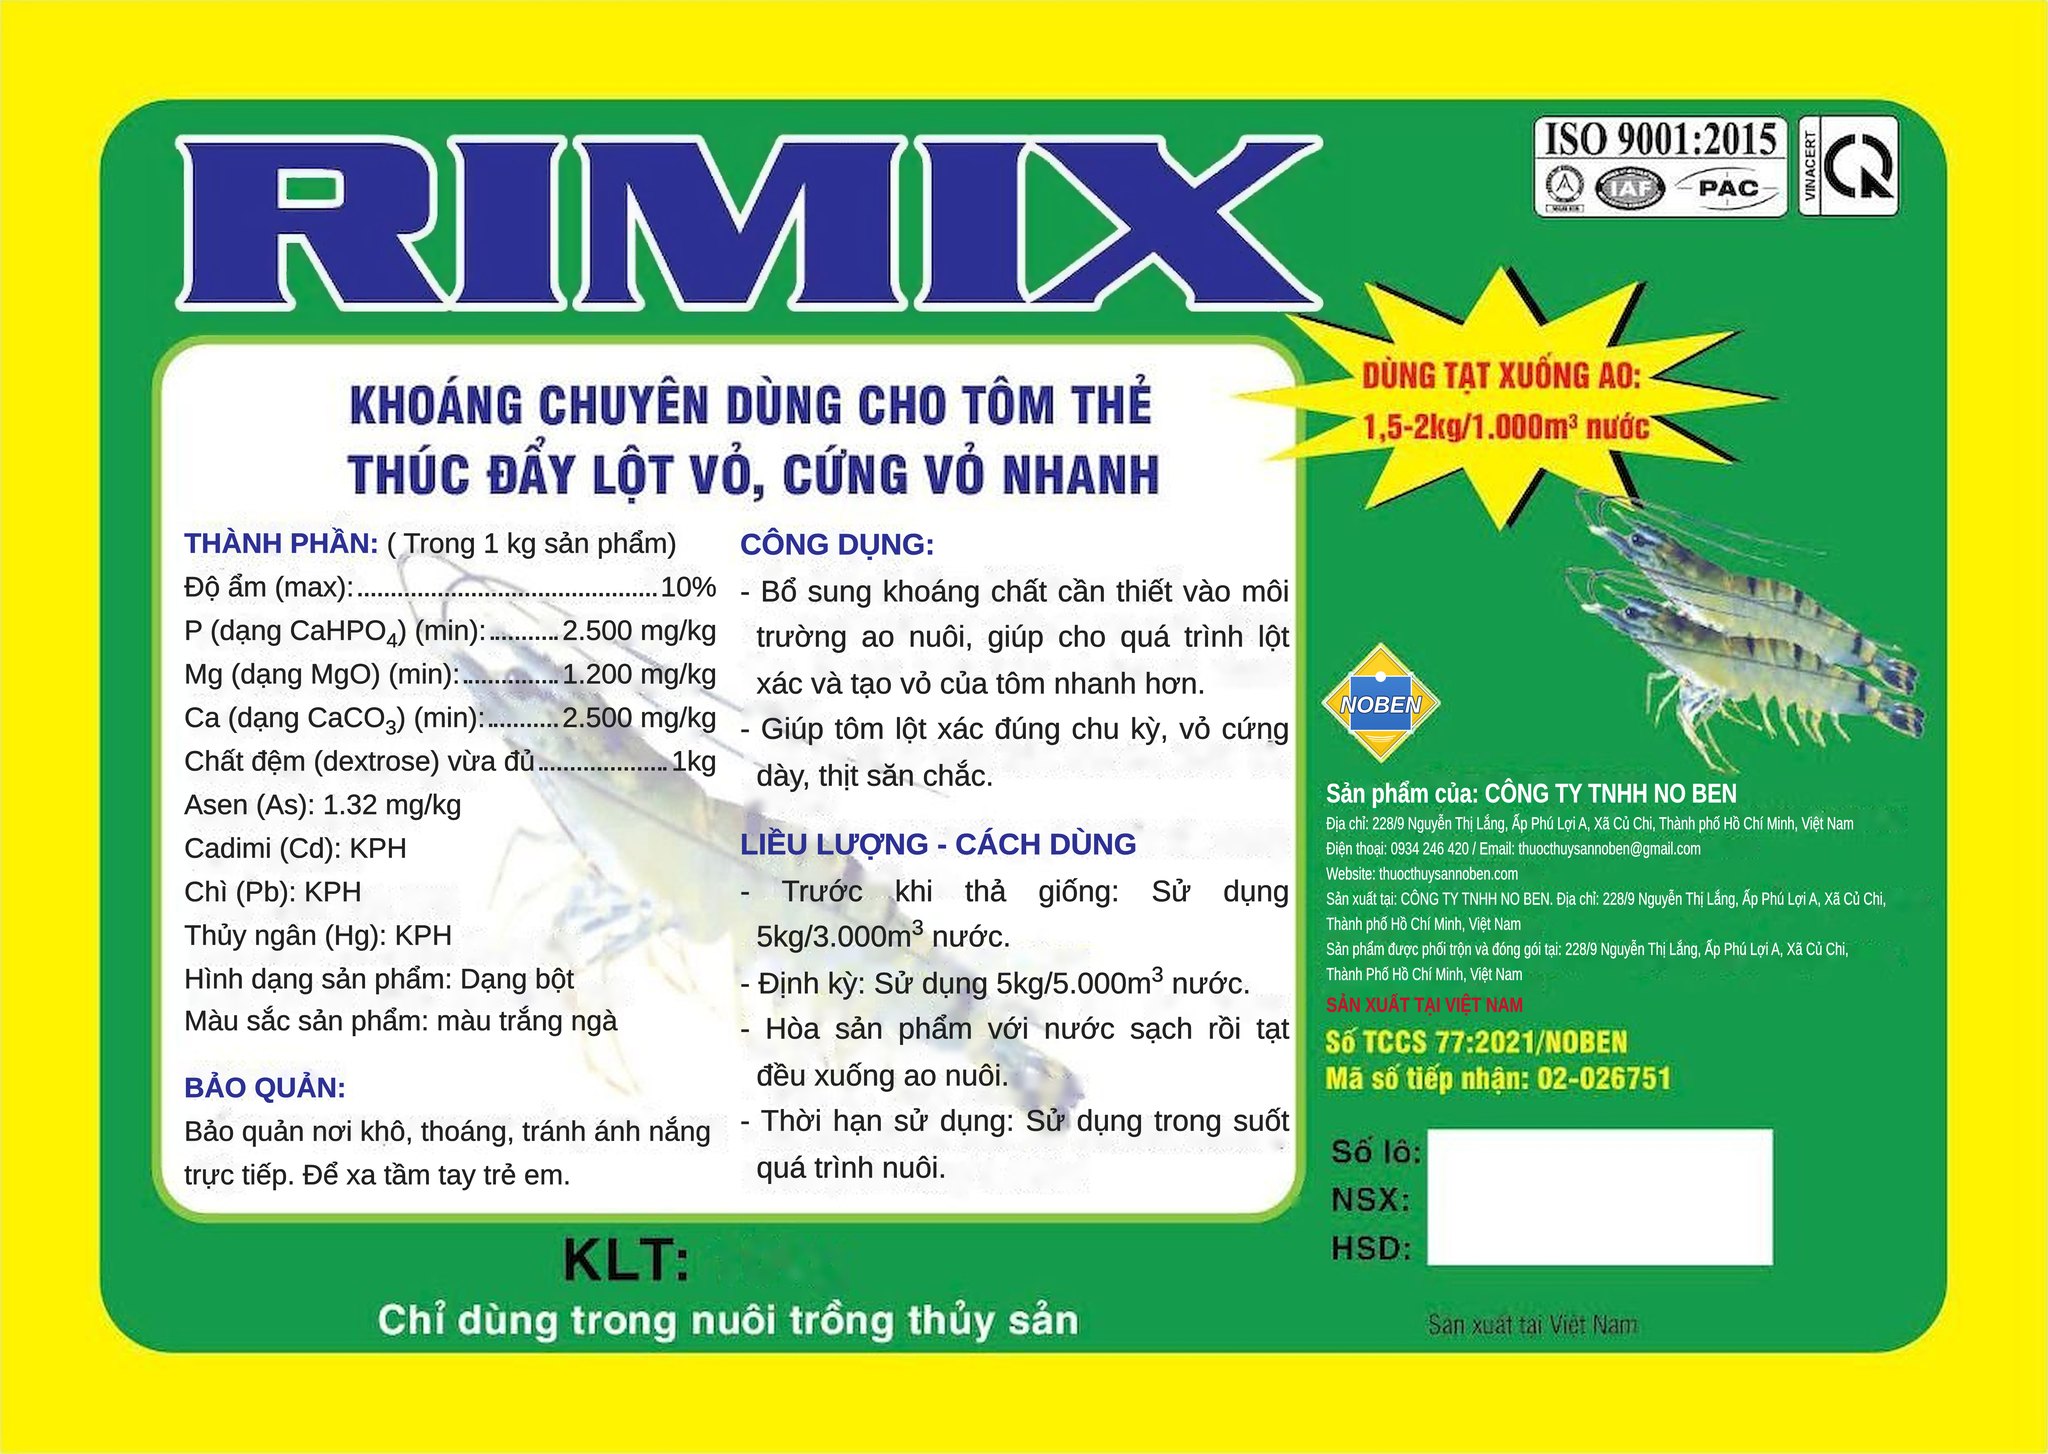 RIMIX
ISO 9001:2015
IAF
PAC
VINACERT
KHOÁNG CHUYÊN DÙNG CHO TÔM THẺ
THÚC ĐẨY LỘT VỎ, CỨNG VỎ NHANH
DÙNG TẠT XUỐNG AO:
1,5-2kg/1.000m³ nước
THÀNH PHẦN: ( Trong 1 kg sản phẩm)
Độ ẩm (max):.............................................10%
P (dạng CaHPO₄) (min):..........2.500 mg/kg
Mg (dạng MgO) (min):..............1.200 mg/kg
Ca (dạng CaCO₃) (min):...........2.500 mg/kg
Chất đệm (dextrose) vừa đủ...................1kg
Asen (As): 1.32 mg/kg
Cadimi (Cd): KPH
Chì (Pb): KPH
Thủy ngân (Hg): KPH
Hình dạng sản phẩm: Dạng bột
Màu sắc sản phẩm: màu trắng ngà
BẢO QUẢN:
Bảo quản nơi khô, thoáng, tránh ánh nắng
trực tiếp. Để xa tầm tay trẻ em.
CÔNG DỤNG:
- Bổ sung khoáng chất cần thiết vào môi
trường ao nuôi, giúp cho quá trình lột
xác và tạo vỏ của tôm nhanh hơn.
- Giúp tôm lột xác đúng chu kỳ, vỏ cứng
dày, thịt săn chắc.
LIỀU LƯỢNG - CÁCH DÙNG
- Trước khi thả giống: Sử dụng
5kg/3.000m³ nước.
- Định kỳ: Sử dụng 5kg/5.000m³ nước.
- Hòa sản phẩm với nước sạch rồi tạt
đều xuống ao nuôi.
- Thời hạn sử dụng: Sử dụng trong suốt
quá trình nuôi.
NOBEN
Sản phẩm của: CÔNG TY TNHH NO BEN
Địa chỉ: 228/9 Nguyễn Thị Lắng, Ấp Phú Lợi A, Xã Củ Chi, Thành phố Hồ Chí Minh, Việt Nam
Điện thoại: 0934 246 420 / Email: thuocthuysannoben@gmail.com
Website: thuocthuysannoben.com
Sản xuất tại: CÔNG TY TNHH NO BEN. Địa chỉ: 228/9 Nguyễn Thị Lắng, Ấp Phú Lợi A, Xã Củ Chi,
Thành phố Hồ Chí Minh, Việt Nam
Sản phẩm được phối trộn và đóng gói tại: 228/9 Nguyễn Thị Lắng, Ấp Phú Lợi A, Xã Củ Chi,
Thành Phố Hồ Chí Minh, Việt Nam
SẢN XUẤT TẠI VIỆT NAM
Số TCCS 77:2021/NOBEN
Mã số tiếp nhận: 02-026751
Số lô:
NSX:
HSD:
KLT:
Chỉ dùng trong nuôi trồng thủy sản
Sản xuất tại Việt Nam